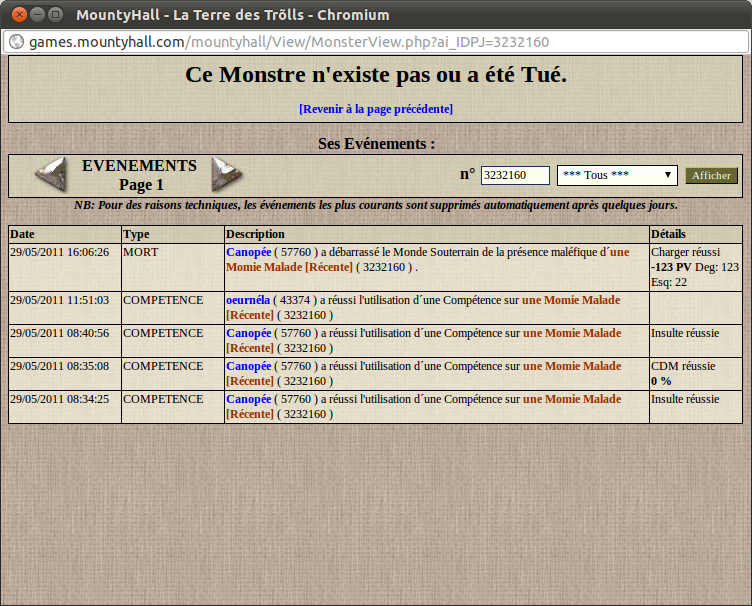 MountyHall - La Terre des Trõlls - Chromium
games.mountyhall.com/mountyhall/View/MonsterView.php?ai_IDPJ=3232160
Ce Monstre n'existe pas ou a été Tué.
[Revenir à la page précédente]
Ses Evénements :
EVENEMENTS
Page 1
n° 3232160 *** Tous *** Afficher
NB: Pour des raisons techniques, les événements les plus courants sont supprimés automatiquement après quelques jours.
Date Type Description Détails
29/05/2011 16:06:26 MORT Canopée ( 57760 ) a débarrassé le Monde Souterrain de la présence maléfique d´une Charger réussi
Momie Malade [Récente] ( 3232160 ) . -123 PV Deg: 123
Esq: 22
29/05/2011 11:51:03 COMPETENCE oeurnéla ( 43374 ) a réussi l'utilisation d´une Compétence sur une Momie Malade
[Récente] ( 3232160 )
29/05/2011 08:40:56 COMPETENCE Canopée ( 57760 ) a réussi l'utilisation d´une Compétence sur une Momie Malade Insulte réussie
[Récente] ( 3232160 )
29/05/2011 08:35:08 COMPETENCE Canopée ( 57760 ) a réussi l'utilisation d´une Compétence sur une Momie Malade CDM réussie
[Récente] ( 3232160 ) 0 %
29/05/2011 08:34:25 COMPETENCE Canopée ( 57760 ) a réussi l'utilisation d´une Compétence sur une Momie Malade Insulte réussie
[Récente] ( 3232160 )